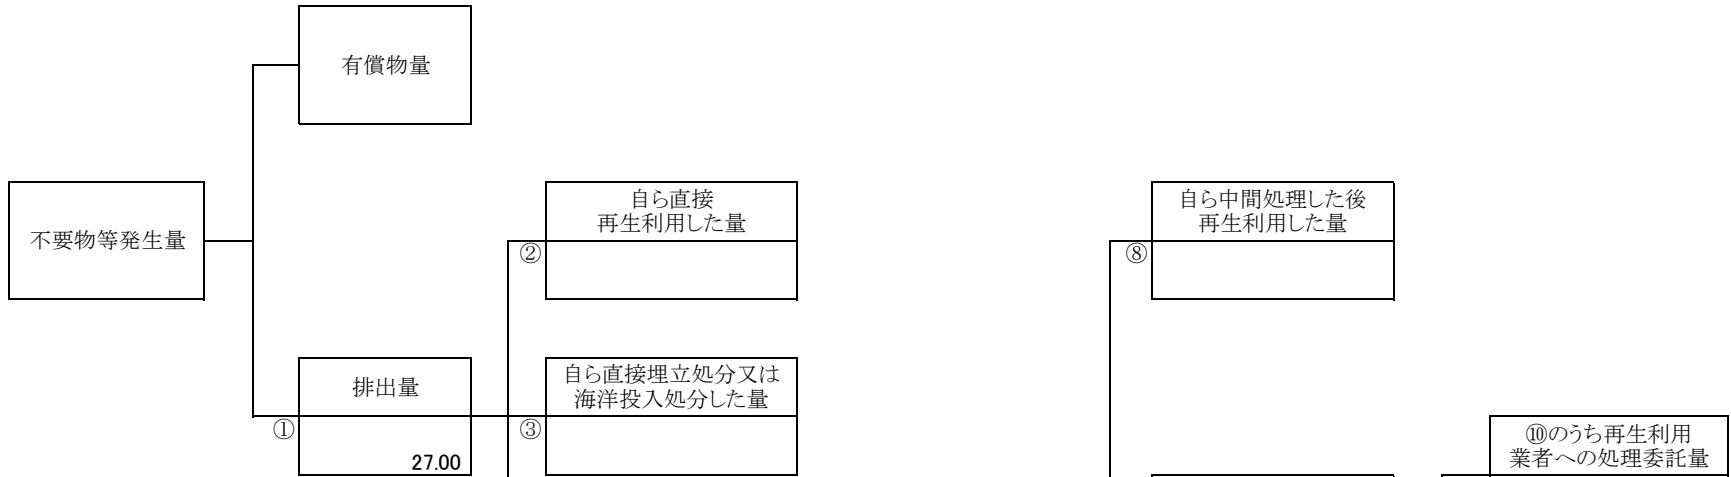 有償物量
不要物等発生量
自ら直接
再生利用した量
②
自ら中間処理した後
再生利用した量
⑧
排出量
①
27.00
自ら直接埋立処分又は
海洋投入処分した量
③
⑩のうち再生利用
業者への処理委託量